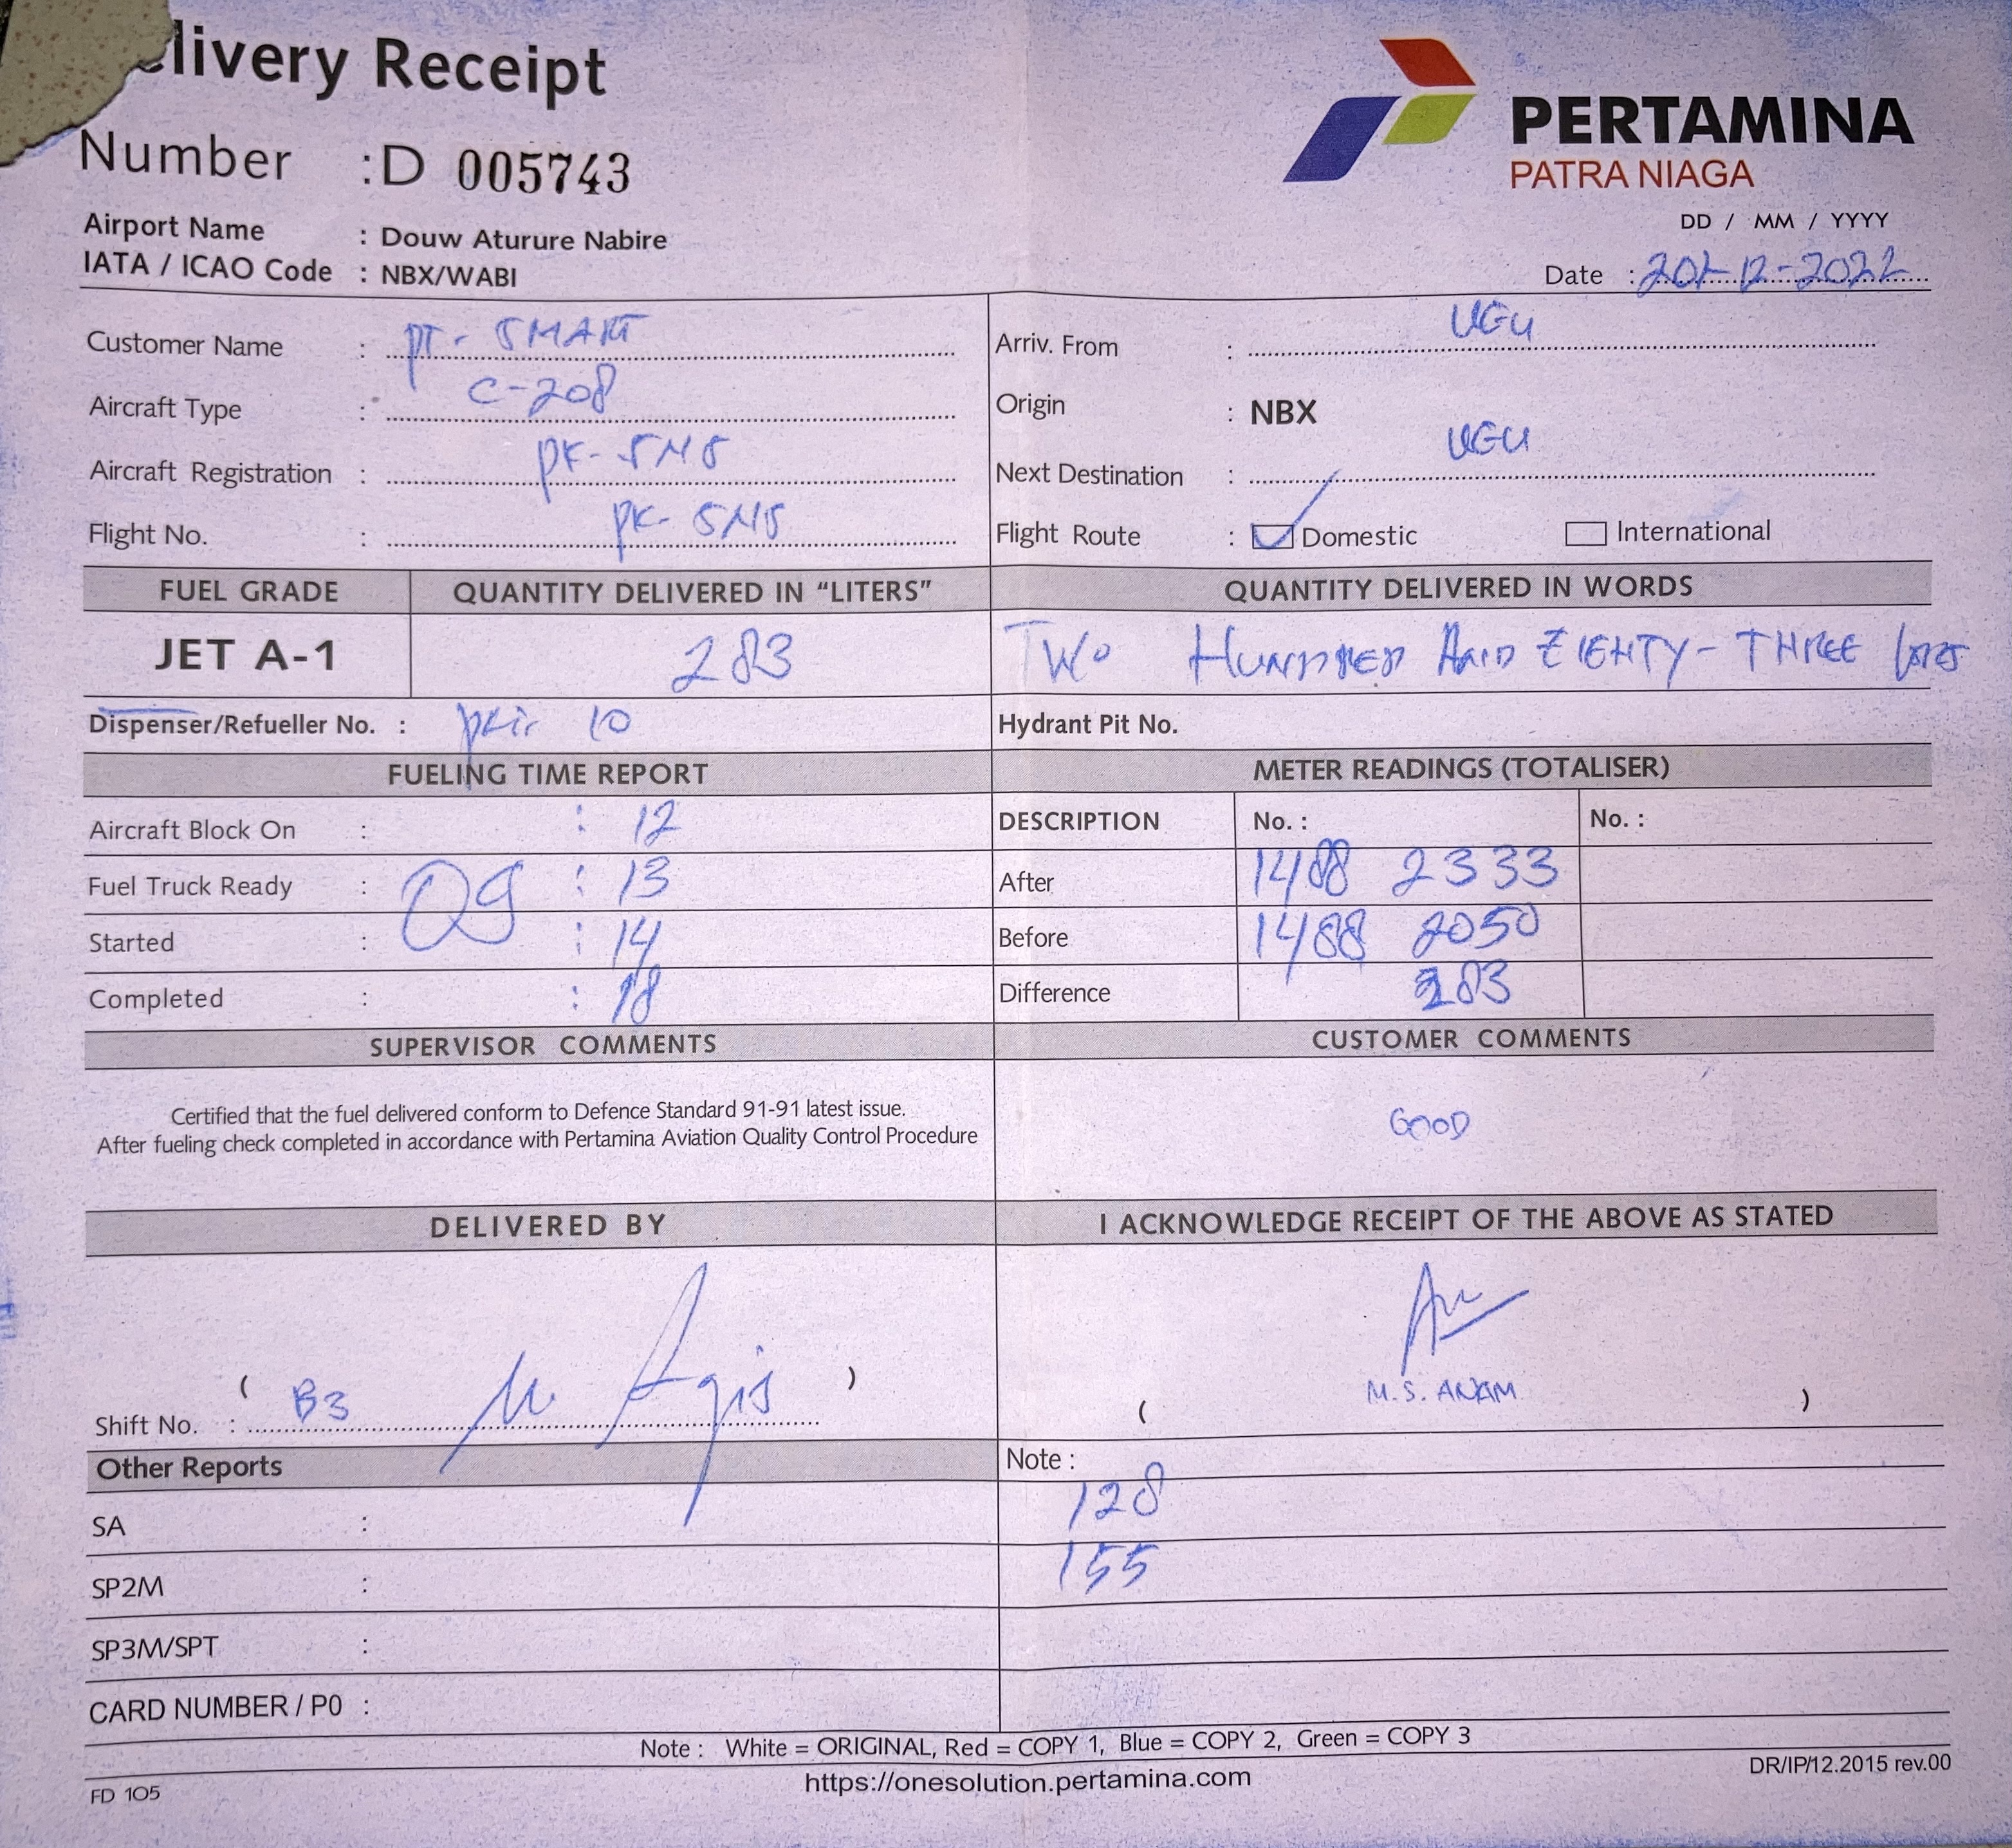 elivery Receipt
Number : D 005743
PERTAMINA
PATRA NIAGA
Airport Name : Douw Aturure Nabire
IATA / ICAO Code : NBX/WABI
DD / MM / YYYY
Date : -12-2022
Customer Name : PT - SMART
Arriv. From : UGU
Aircraft Type : C-208
Origin : NBX
Aircraft Registration : PK-SNS
Next Destination : UGU
Flight No. : PK-SNS
Flight Route : Domestic International
FUEL GRADE QUANTITY DELIVERED IN “LITERS” QUANTITY DELIVERED IN WORDS
JET A-1 283 TWO HUNDRED AND EIGHTY-THREE
Dispenser/Refueller No. : 10 Hydrant Pit No.
FUELING TIME REPORT METER READINGS (TOTALISER)
Aircraft Block On : : 12 DESCRIPTION No. : No. :
Fuel Truck Ready : 09 : 13 After 1488 2333
Started : : 14 Before 1488 2050
Completed : : 18 Difference 283
SUPERVISOR COMMENTS CUSTOMER COMMENTS
Certified that the fuel delivered conform to Defence Standard 91-91 latest issue.
After fueling check completed in accordance with Pertamina Aviation Quality Control Procedure
GOOD
DELIVERED BY I ACKNOWLEDGE RECEIPT OF THE ABOVE AS STATED
( B3 M Agis )
Shift No. :
( M.S. ANAM )
Other Reports Note :
SA : 128
SP2M : 155
SP3M/SPT :
CARD NUMBER / P0 :
Note : White = ORIGINAL, Red = COPY 1, Blue = COPY 2, Green = COPY 3
FD 105 https://onesolution.pertamina.com DR/IP/12.2015 rev.00